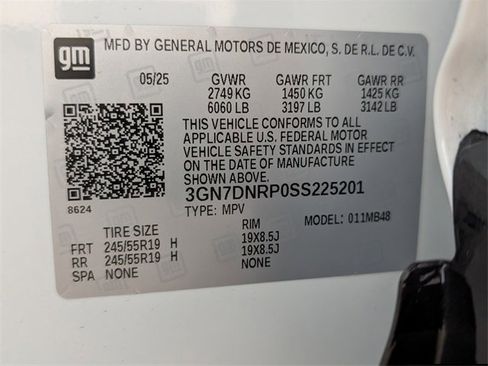 gm MFD BY GENERAL MOTORS DE MEXICO, S. DE R.L. DE C.V.
05/25 GVWR GAWR FRT GAWR RR
2749 KG 1450 KG 1425 KG
6060 LB 3197 LB 3142 LB
THIS VEHICLE CONFORMS TO ALL
APPLICABLE U.S. FEDERAL MOTOR
VEHICLE SAFETY STANDARDS IN EFFECT ON
THE DATE OF MANUFACTURE SHOWN ABOVE.
3GN7DNRP0SS225201
8624 TYPE: MPV MODEL: 011MB48
TIRE SIZE RIM
FRT 245/55R19 H 19X8.5J
RR 245/55R19 H 19X8.5J
SPA NONE NONE